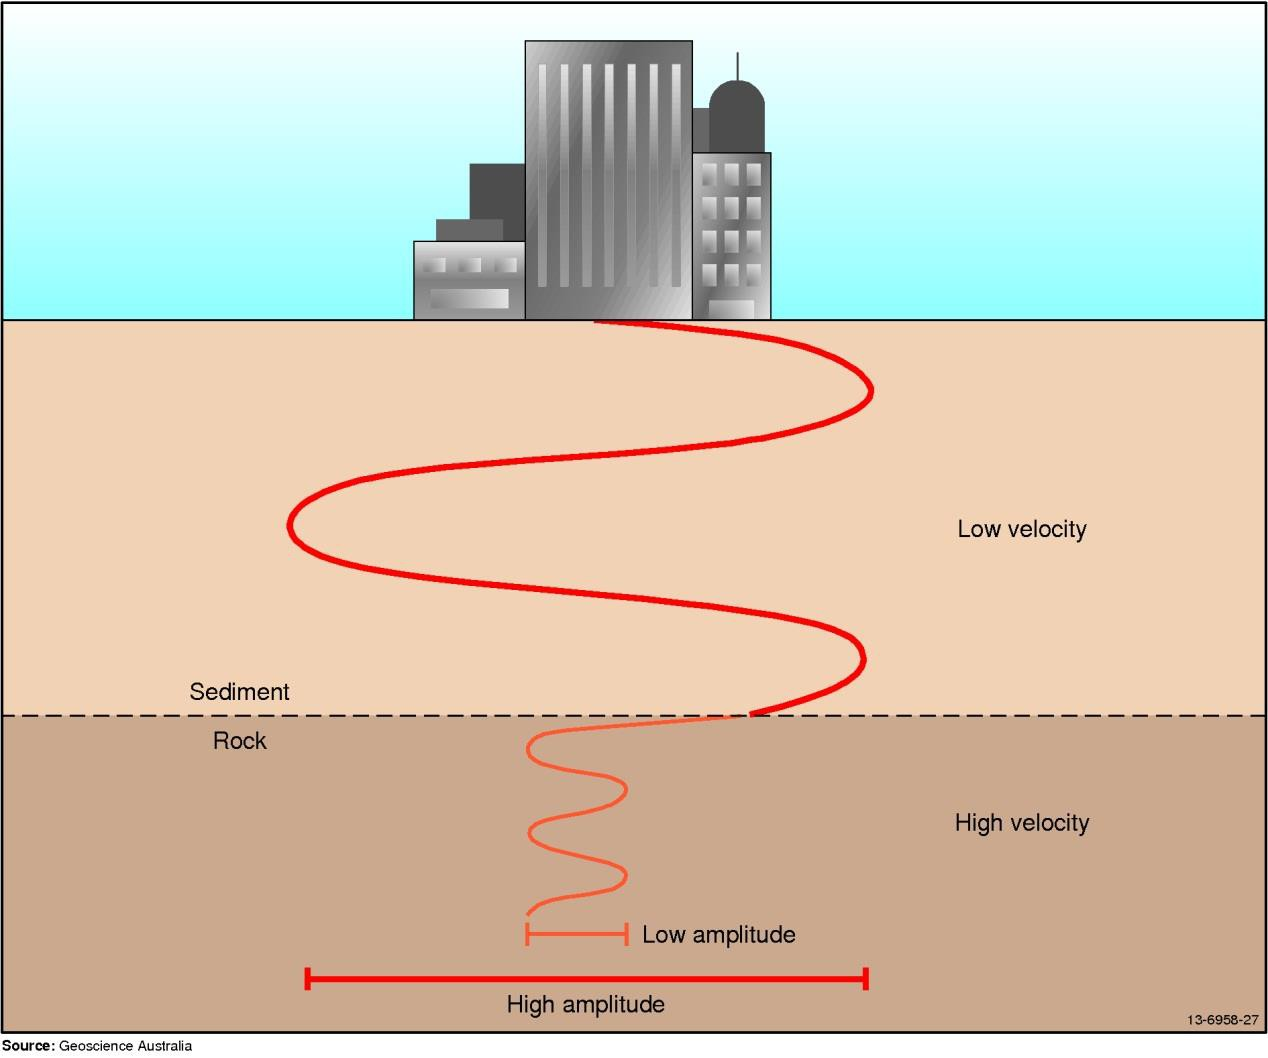 Low velocity
Sediment
Rock
High velocity
Low amplitude
High amplitude
13-6958-27
Source: Geoscience Australia